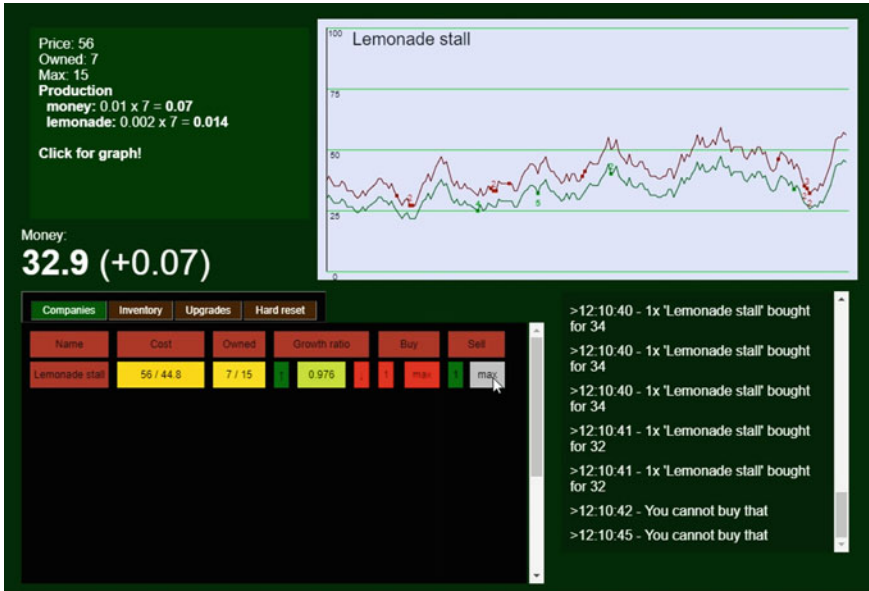 Price: 56
Owned: 7
Max: 15
Production
money: 0.01 x 7 = 0.07
lemonade: 0.002 x 7 = 0.014
Click for graph!
100
Lemonade stall
75
50
25
0
2
4
2
5
3
2
Money:
32.9 (+0.07)
Companies Inventory Upgrades Hard reset
Name Cost Owned Growth ratio Buy Sell
Lemonade stall 56 / 44.8 7 / 15 ↑ 0.976 ↓ 1 max 1 max
>12:10:40 - 1x 'Lemonade stall' bought
for 34
>12:10:40 - 1x 'Lemonade stall' bought
for 34
>12:10:40 - 1x 'Lemonade stall' bought
for 34
>12:10:41 - 1x 'Lemonade stall' bought
for 32
>12:10:41 - 1x 'Lemonade stall' bought
for 32
>12:10:42 - You cannot buy that
>12:10:45 - You cannot buy that